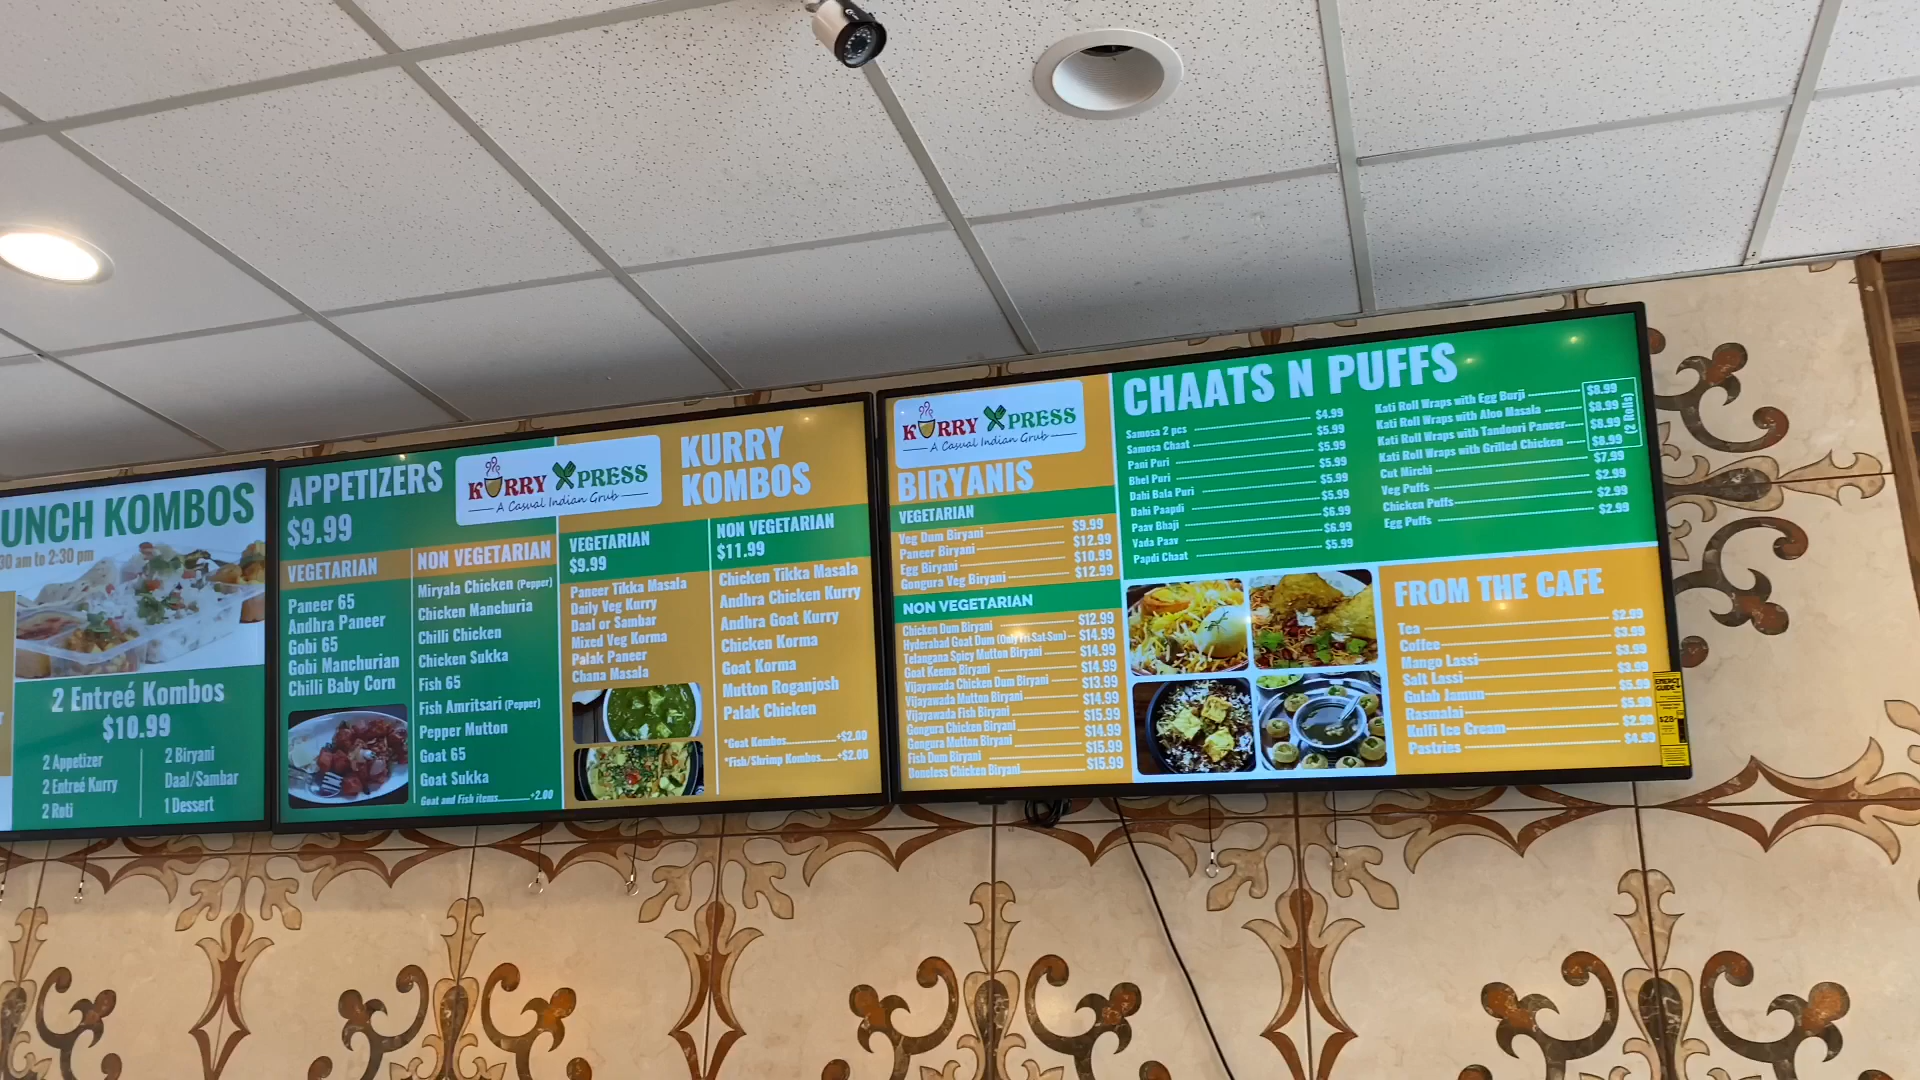 UNCH KOMBOS
30 am to 2:30 pm
2 Entreé Kombos
$10.99
2 Appetizer
2 Entreé Kurry
2 Roti
2 Biryani
Daal/Sambar
1 Dessert
APPETIZERS
$9.99
KURRY XPRESS
A Casual Indian Grub
VEGETARIAN
Paneer 65
Andhra Paneer
Gobi 65
Gobi Manchurian
Chilli Baby Corn
NON VEGETARIAN
Miryala Chicken (Pepper)
Chicken Manchuria
Chilli Chicken
Chicken Sukka
Fish 65
Fish Amritsari (Pepper)
Pepper Mutton
Goat 65
Goat Sukka
Goat and Fish items............+2.00
KURRY
KOMBOS
VEGETARIAN
$9.99
Paneer Tikka Masala
Daily Veg Kurry
Daal or Sambar
Mixed Veg Korma
Palak Paneer
Chana Masala
NON VEGETARIAN
$11.99
Chicken Tikka Masala
Andhra Chicken Kurry
Andhra Goat Kurry
Chicken Korma
Goat Korma
Mutton Roganjosh
Palak Chicken
*Goat Kombos............+$2.00
*Fish/Shrimp Kombos......+$2.00
KURRY XPRESS
A Casual Indian Grub
BIRYANIS
VEGETARIAN
Veg Dum Biryani $9.99
Paneer Biryani $12.99
Egg Biryani $10.99
Gongura Veg Biryani $12.99
NON VEGETARIAN
Chicken Dum Biryani $12.99
Hyderabad Goat Dum (Only Fri-Sat-Sun) $14.99
Telangana Spicy Mutton Biryani $14.99
Goat Keema Biryani $14.99
Vijayawada Chicken Dum Biryani $13.99
Vijayawada Mutton Biryani $14.99
Vijayawada Fish Biryani $15.99
Gongura Chicken Biryani $14.99
Gongura Mutton Biryani $15.99
Fish Dum Biryani
Boneless Chicken Biryani $15.99
CHAATS N PUFFS
Samosa 2 pcs $4.99
Samosa Chaat $5.99
Pani Puri $5.99
Bhel Puri $5.99
Dahi Bala Puri $5.99
Dahi Paapdi $5.99
Paav Bhaji $6.99
Vada Paav $6.99
Papdi Chaat $5.99
Kati Roll Wraps with Egg Burji $8.99
Kati Roll Wraps with Aloo Masala $8.99
Kati Roll Wraps with Tandoori Paneer $8.99
Kati Roll Wraps with Grilled Chicken $8.99
(2 Rolls)
Cut Mirchi $7.99
Veg Puffs $2.99
Chicken Puffs $2.99
Egg Puffs $2.99
FROM THE CAFE
Tea $2.99
Coffee $3.99
Mango Lassi $3.99
Salt Lassi $3.99
Gulab Jamun $5.99
Rasmalai $5.99
Kulfi Ice Cream $2.99
Pastries $4.99
ENERGY
GUIDE
$28